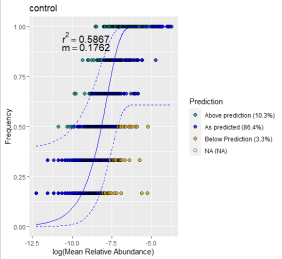 control
r² = 0.5867
m = 0.1762
1.00
0.75
0.50
0.25
0.00
Frequency
-12.5
-10.0
-7.5
-5.0
log(Mean Relative Abundance)
Prediction
Above prediction (10.3%)
As predicted (86.4%)
Below Prediction (3.3%)
NA (NA)